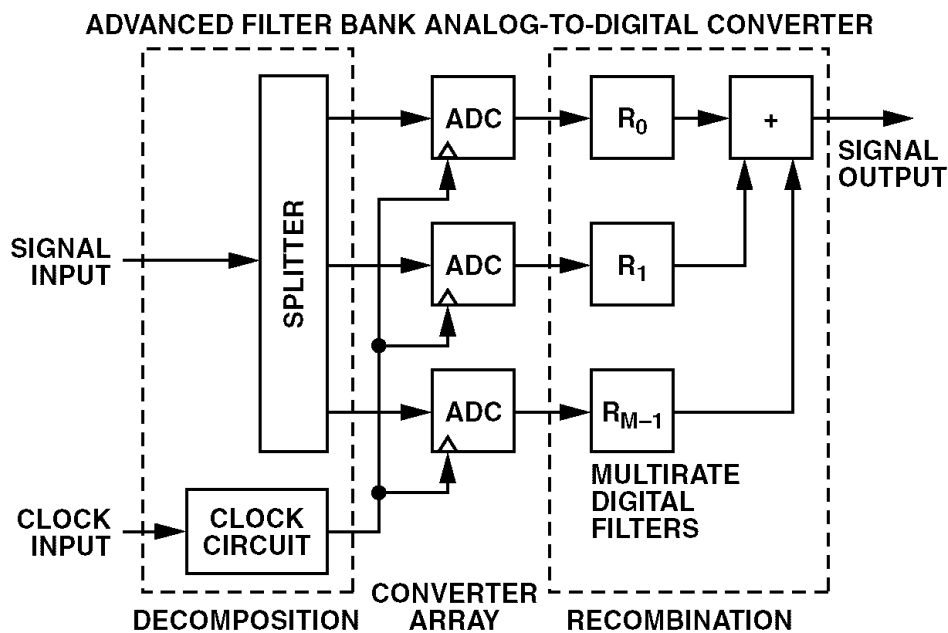 ADVANCED FILTER BANK ANALOG-TO-DIGITAL CONVERTER
SIGNAL
INPUT
SPLITTER
ADC
R0
+
SIGNAL
OUTPUT
ADC
R1
ADC
RM–1
MULTIRATE
DIGITAL
FILTERS
CLOCK
INPUT
CLOCK
CIRCUIT
DECOMPOSITION
CONVERTER
ARRAY
RECOMBINATION